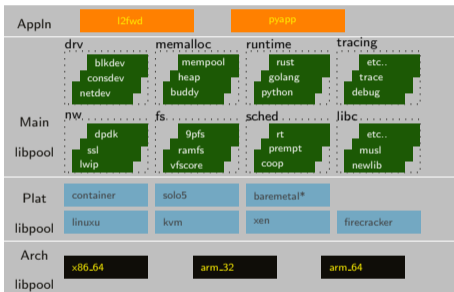 Appln
l2fwd
pyapp
drv
memalloc
runtime
tracing
blkdev
consdev
netdev
mempool
heap
buddy
rust
golang
python
etc..
trace
debug
Main
libpool
nw
fs
sched
libc
dpdk
ssl
lwip
9pfs
ramfs
vfscore
rt
prempt
coop
etc..
musl
newlib
Plat
libpool
container
solo5
baremetal*
linuxu
kvm
xen
firecracker
Arch
libpool
x86_64
arm_32
arm_64